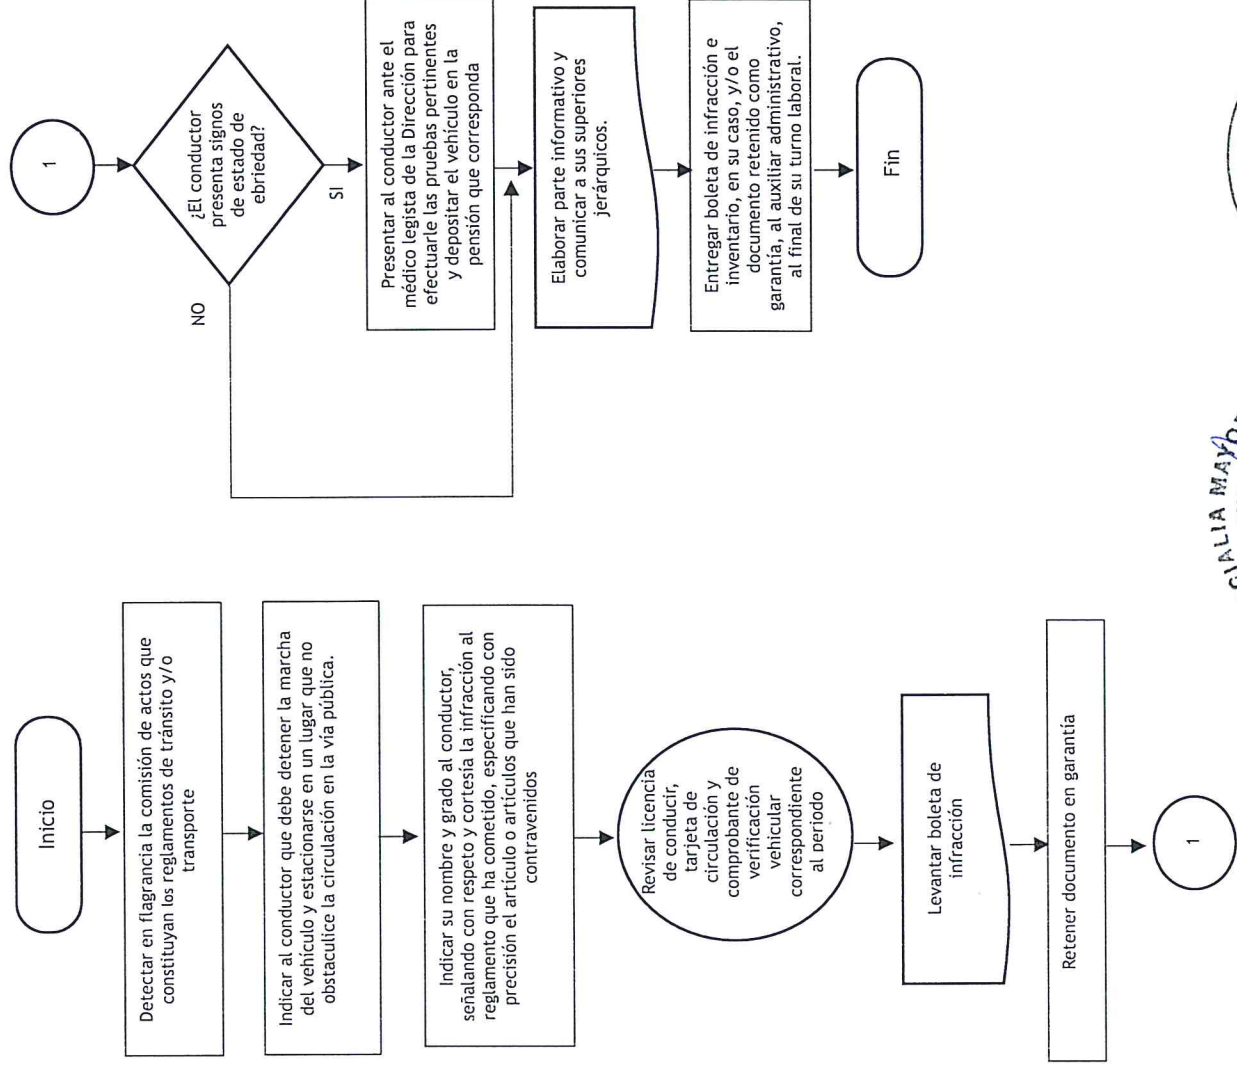 Inicio
Detectar en flagrancia la comisión de actos que
constituyan los reglamentos de tránsito y/o
transporte
Indicar al conductor que debe detener la marcha
del vehículo y estacionarse en un lugar que no
obstaculice la circulación en la vía pública.
Indicar su nombre y grado al conductor,
señalando con respeto y cortesía la infracción al
reglamento que ha cometido, especificando con
precisión el artículo o artículos que han sido
contravenidos
Revisar licencia
de conducir,
tarjeta de
circulación y
comprobante de
verificación
vehicular
correspondiente
al periodo
Levantar boleta de
infracción
Retener documento en garantía
1
1
¿El conductor
presenta signos
de estado de
ebriedad?
NO
SI
Presentar al conductor ante el
médico legista de la Dirección para
efectuarle las pruebas pertinentes
y depositar el vehículo en la
pensión que corresponda
Elaborar parte informativo y
comunicar a sus superiores
jerárquicos.
Entregar boleta de infracción e
inventario, en su caso, y/o el
documento retenido como
garantía, al auxiliar administrativo,
al final de su turno laboral.
Fin